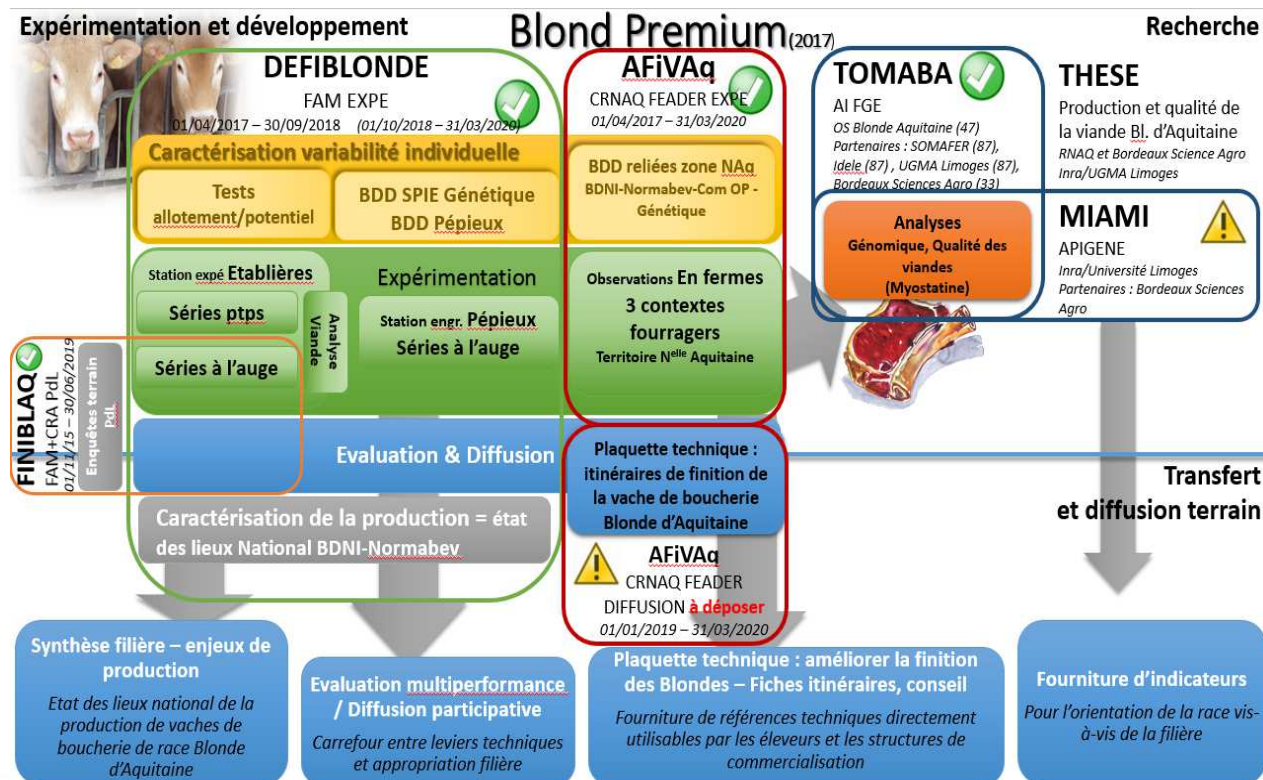 Expérimentation et développement
Blond Premium(2017)
Recherche
DEFIBLONDE
FAM EXPE
01/04/2017 – 30/09/2018 (01/10/2018 – 31/03/2020)
Caractérisation variabilité individuelle
Tests
allotement/potentiel
BDD SPIE Génétique
BDD Pépieux
Station expé Etablières
Séries ptps
Séries à l'auge
Analyse
Viande
Expérimentation
Station engr. Pépieux
Séries à l'auge
AFiVAq
CRNAQ FEADER EXPE
01/04/2017 – 31/03/2020
BDD reliées zone NAq
BDNI-Normabev-Com OP -
Génétique
Observations En fermes
3 contextes
fourragers
Territoire Nelle Aquitaine
TOMABA
AI FGE
OS Blonde Aquitaine (47)
Partenaires : SOMAFER (87),
Idele (87) , UGMA Limoges (87),
Bordeaux Sciences Agro (33)
Analyses
Génomique, Qualité des
viandes
(Myostatine)
THESE
Production et qualité de
la viande Bl. d'Aquitaine
RNAQ et Bordeaux Science Agro
Inra/UGMA Limoges
MIAMI
APIGENE
Inra/Université Limoges
Partenaires : Bordeaux Sciences
Agro
FINIBLAQ
FAM+CRA PdL
01/11/15 – 30/06/2019
Enquêtes terrain
PdL
Evaluation & Diffusion
Caractérisation de la production = état
des lieux National BDNI-Normabev
Plaquette technique :
itinéraires de finition de
la vache de boucherie
Blonde d'Aquitaine
AFiVAq
CRNAQ FEADER
DIFFUSION à déposer
01/01/2019 – 31/03/2020
Transfert
et diffusion terrain
Synthèse filière – enjeux de
production
Etat des lieux national de la
production de vaches de
boucherie de race Blonde
d'Aquitaine
Evaluation multiperformance
/ Diffusion participative
Carrefour entre leviers techniques
et appropriation filière
Plaquette technique : améliorer la finition
des Blondes – Fiches itinéraires, conseil
Fourniture de références techniques directement
utilisables par les éleveurs et les structures de
commercialisation
Fourniture d'indicateurs
Pour l'orientation de la race vis-
à-vis de la filière